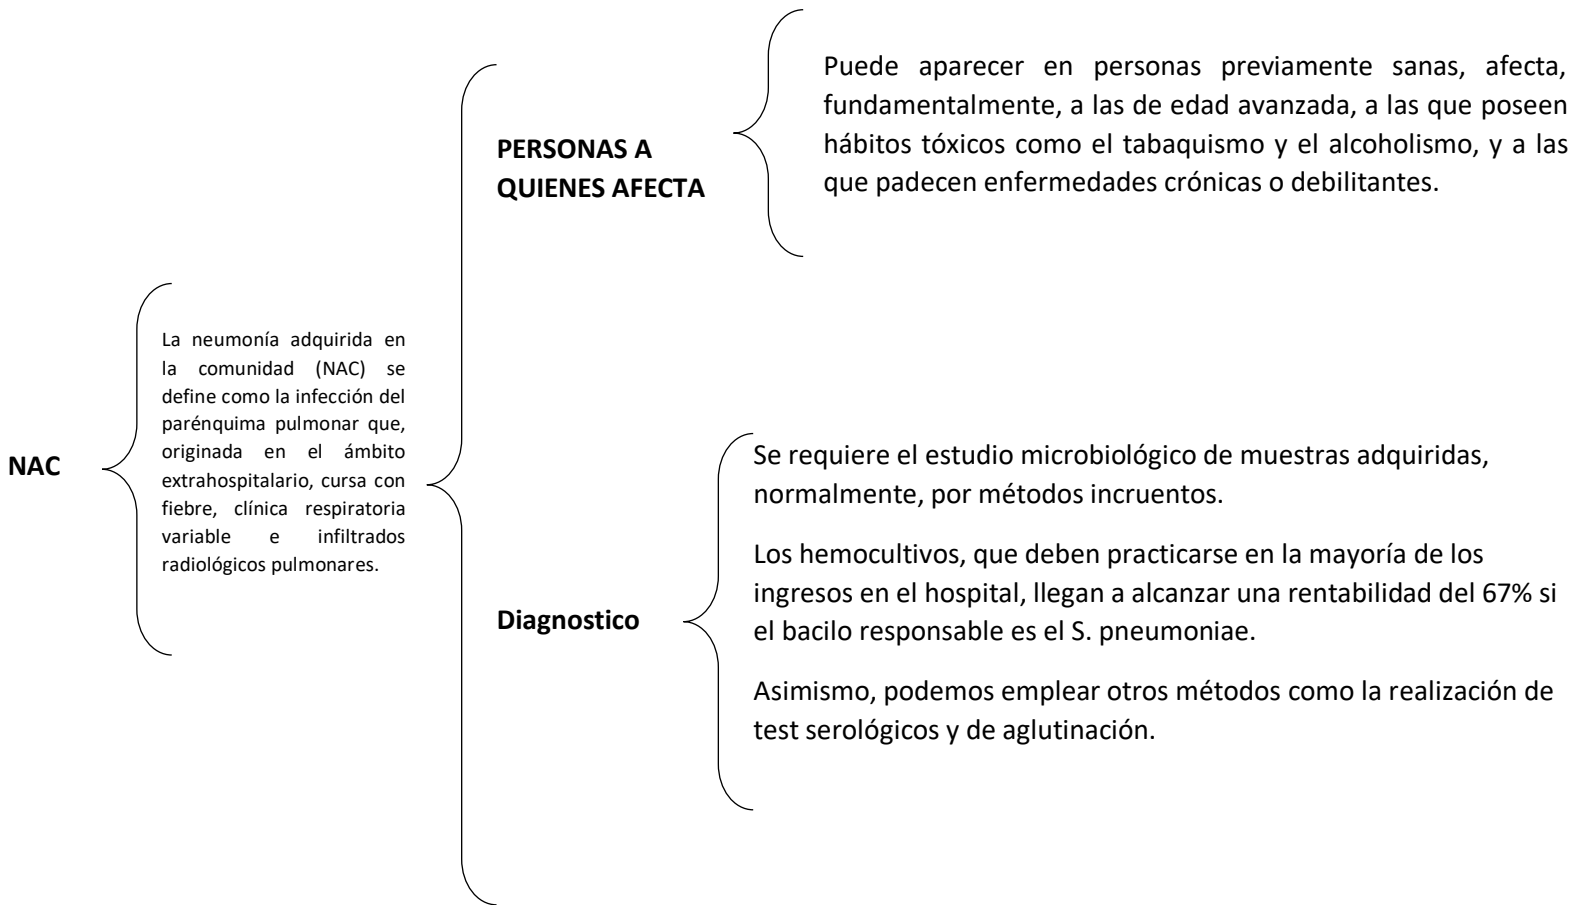 NAC
La neumonía adquirida en
la comunidad (NAC) se
define como la infección del
parénquima pulmonar que,
originada en el ámbito
extrahospitalario, cursa con
fiebre, clínica respiratoria
variable e infiltrados
radiológicos pulmonares.
PERSONAS A
QUIENES AFECTA
Puede aparecer en personas previamente sanas, afecta,
fundamentalmente, a las de edad avanzada, a las que poseen
hábitos tóxicos como el tabaquismo y el alcoholismo, y a las
que padecen enfermedades crónicas o debilitantes.
Diagnostico
Se requiere el estudio microbiológico de muestras adquiridas,
normalmente, por métodos incruentos.
Los hemocultivos, que deben practicarse en la mayoría de los
ingresos en el hospital, llegan a alcanzar una rentabilidad del 67% si
el bacilo responsable es el S. pneumoniae.
Asimismo, podemos emplear otros métodos como la realización de
test serológicos y de aglutinación.